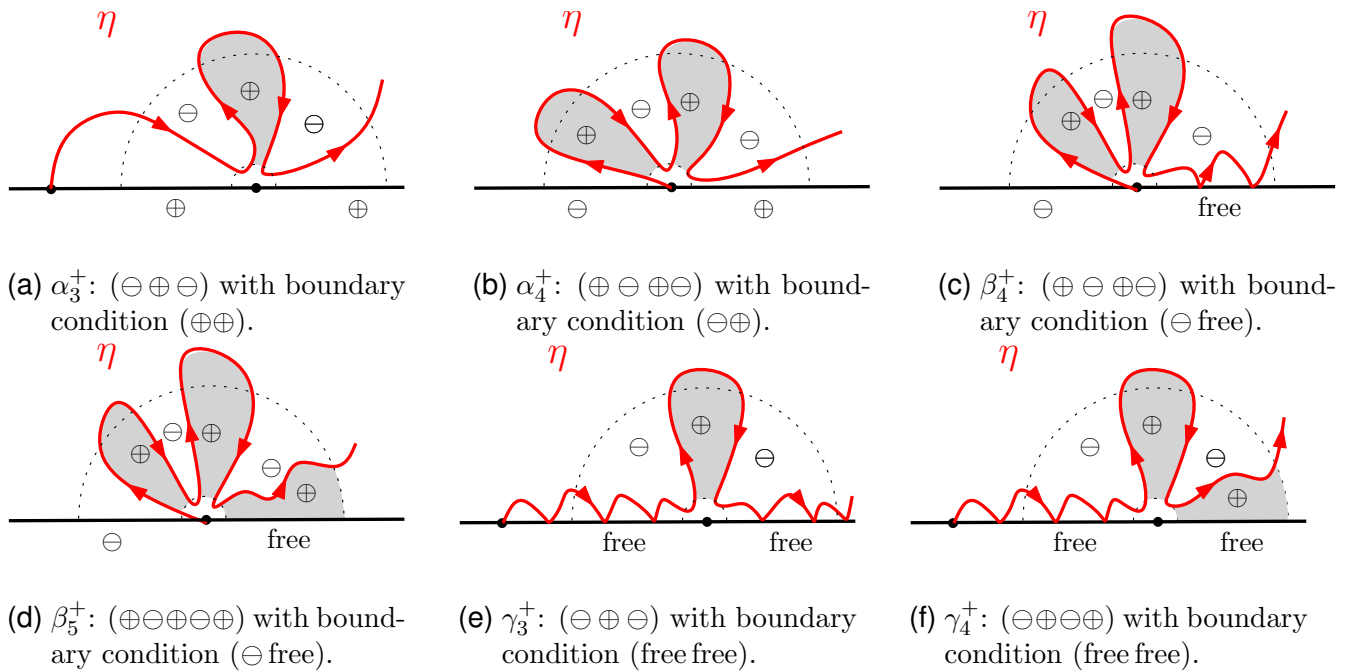 η
η
η
⊖ ⊕ ⊖
⊕ ⊕
⊕ ⊖ ⊕ ⊖
⊖ ⊕
⊕ ⊖ ⊕ ⊖
⊖ free
(a) α₃⁺: (⊖ ⊕ ⊖) with boundary
condition (⊕⊕).
(b) α₄⁺: (⊕ ⊖ ⊕⊖) with bound-
ary condition (⊖⊕).
(c) β₄⁺: (⊕ ⊖ ⊕⊖) with bound-
ary condition (⊖ free).
η
η
η
⊕ ⊖ ⊕ ⊖ ⊕
⊖ free
⊖ ⊕ ⊖
free free
⊖ ⊕ ⊖ ⊕
free free
(d) β₅⁺: (⊕⊖⊕⊖⊕) with bound-
ary condition (⊖ free).
(e) γ₃⁺: (⊖ ⊕ ⊖) with boundary
condition (free free).
(f) γ₄⁺: (⊖⊕⊖⊕) with boundary
condition (free free).